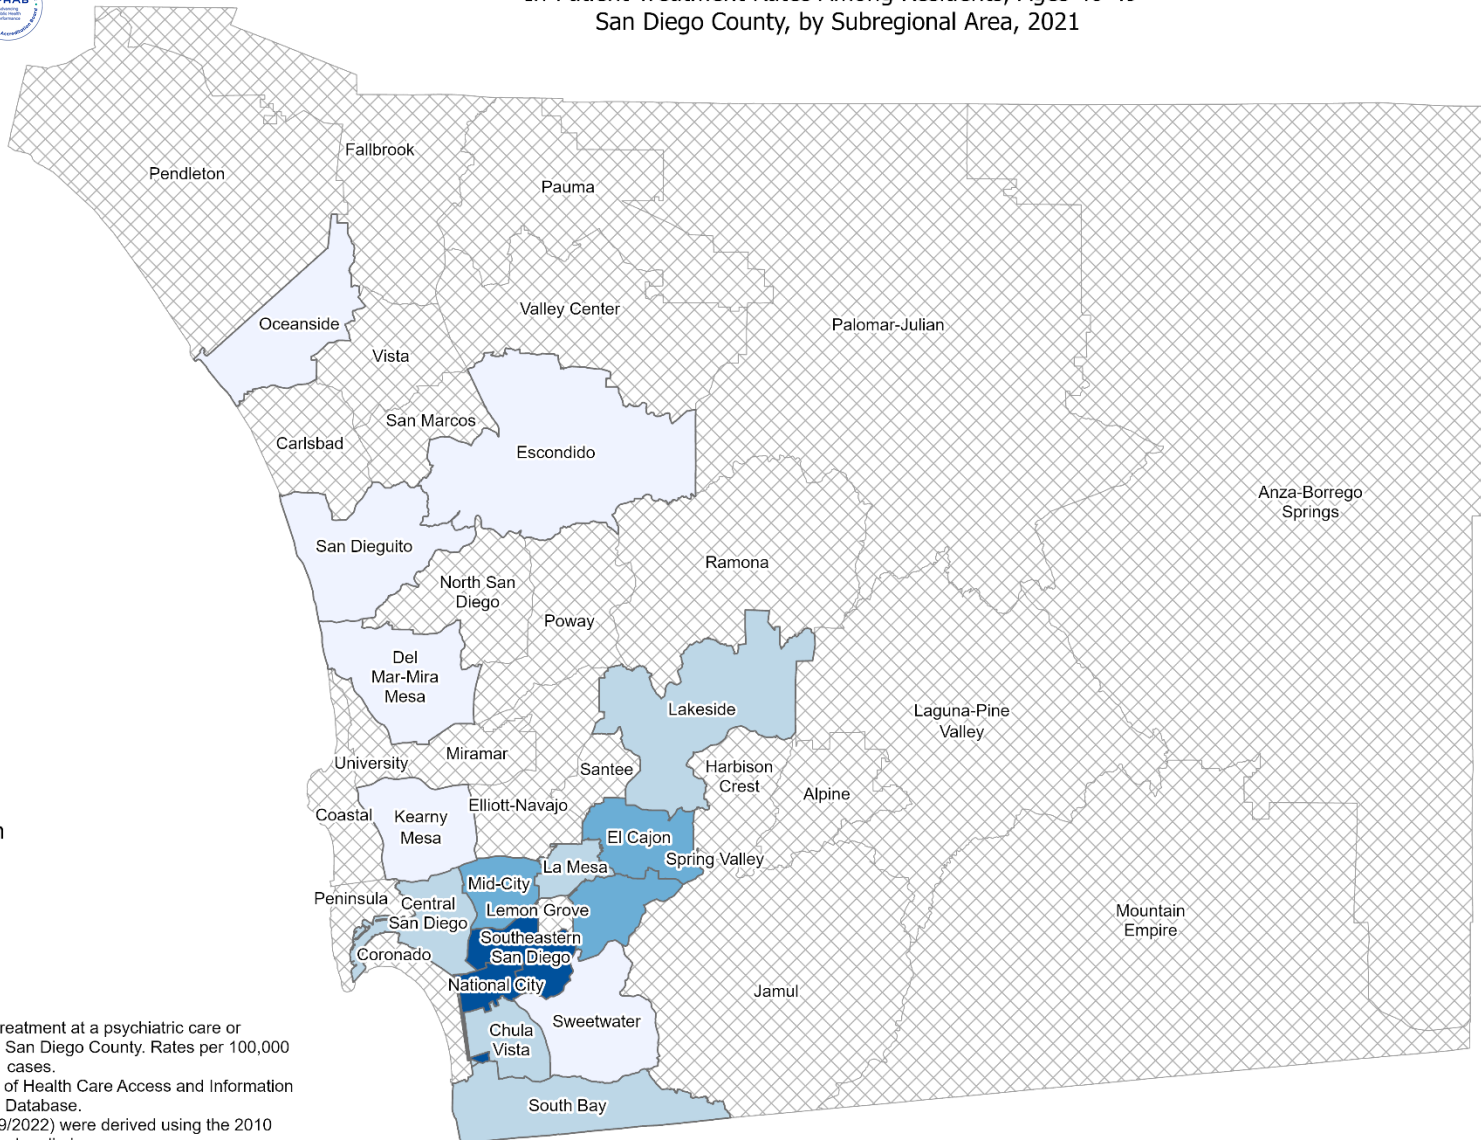 San Diego County, by Subregional Area, 2021
Fallbrook
Pendleton
Pauma
Oceanside
Valley Center
Palomar-Julian
Vista
San Marcos
Carlsbad
Escondido
Anza-Borrego
Springs
San Dieguito
Ramona
North San
Diego
Poway
Del
Mar-Mira
Mesa
Lakeside
Laguna-Pine
Valley
Miramar
University
Santee
Harbison
Crest
Alpine
Elliott-Navajo
Coastal
Kearny
Mesa
El Cajon
Spring Valley
La Mesa
Mid-City
Peninsula
Central
San Diego
Lemon Grove
Mountain
Empire
Southeastern
San Diego
Coronado
National City
Jamul
Sweetwater
Chula
Vista
South Bay
n
reatment at a psychiatric care or
San Diego County. Rates per 100,000
cases.
of Health Care Access and Information
Database.
9/2022) were derived using the 2010